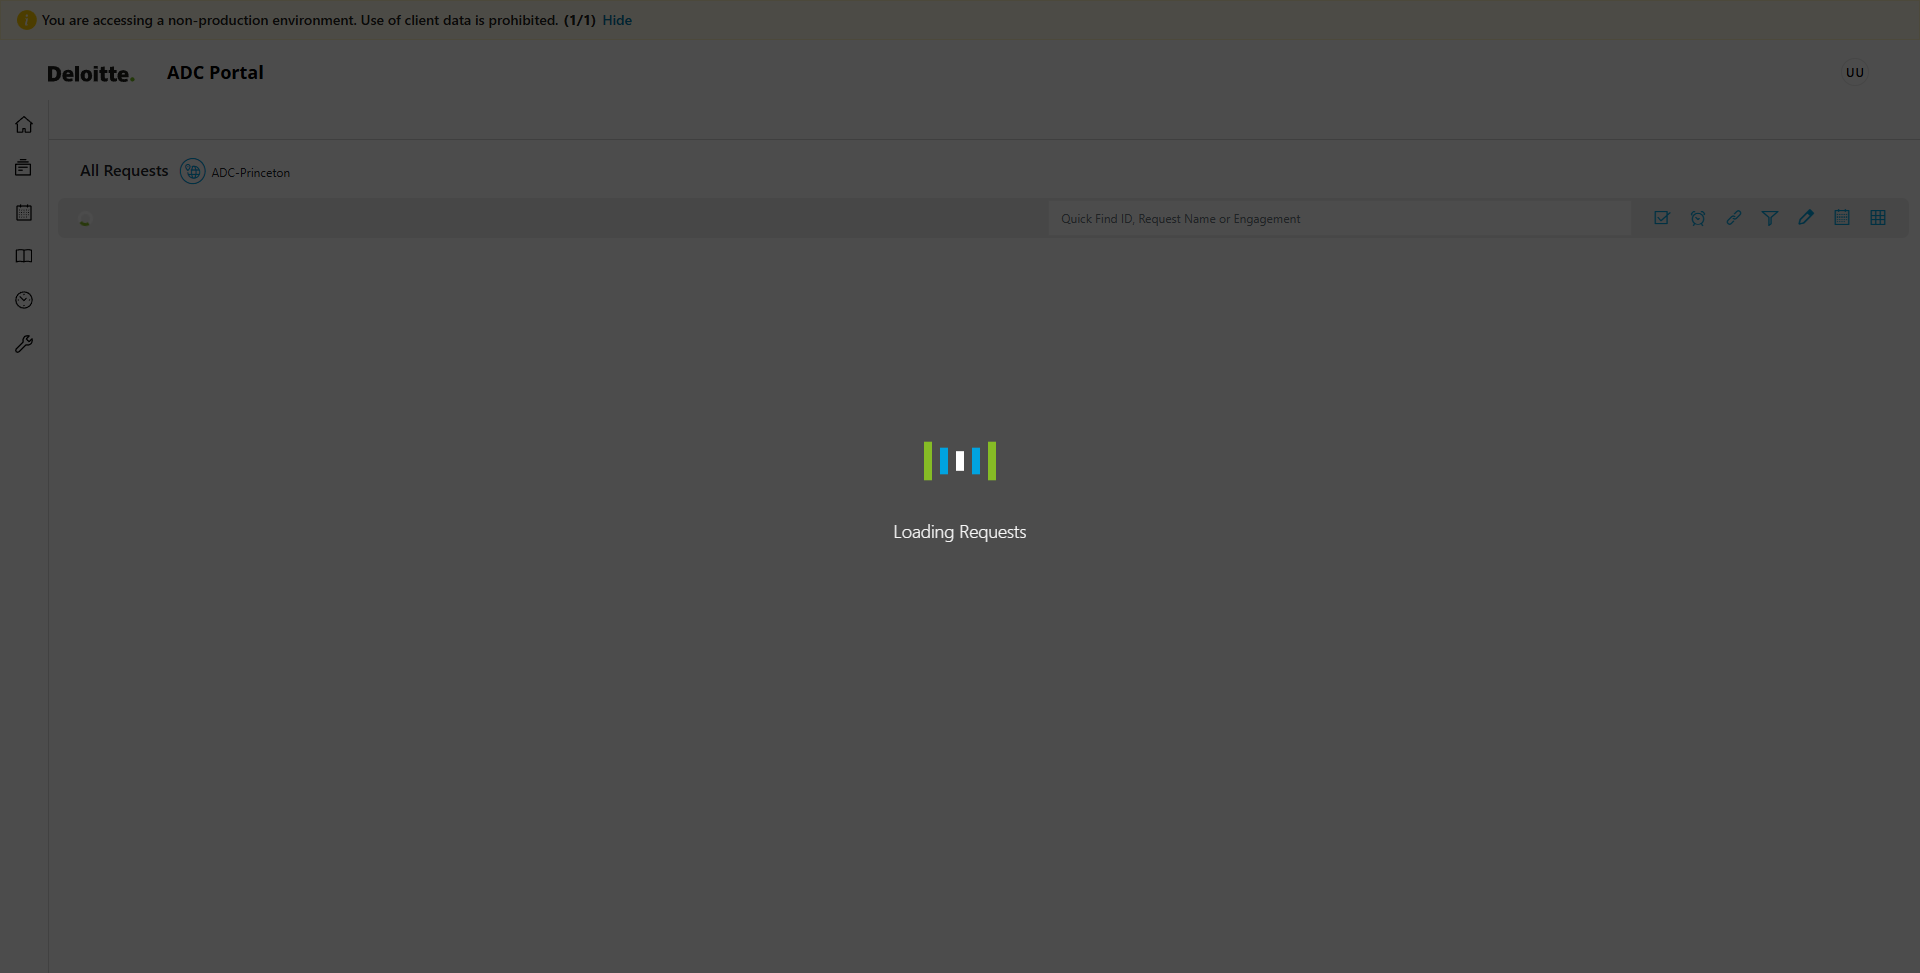 You are accessing a non-production environment. Use of client data is prohibited. (1/1) Hide
Deloitte. ADC Portal
UU
All Requests ADC-Princeton
Quick Find ID, Request Name or Engagement
Loading Requests